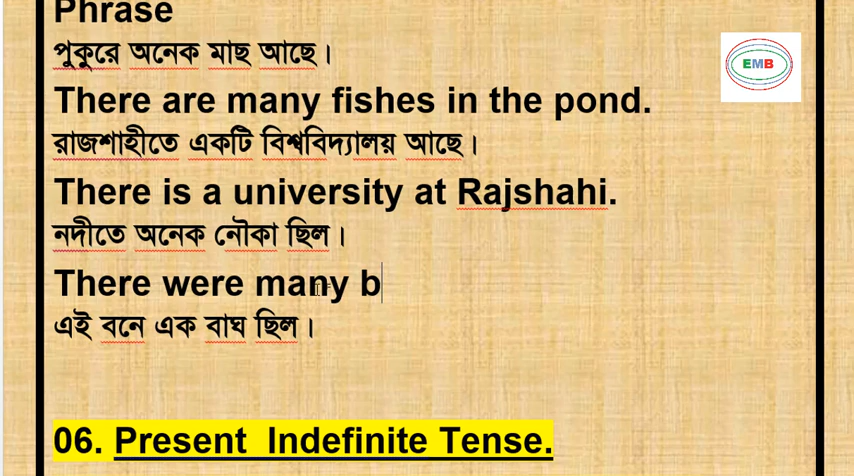 Phrase
পুকুরে অনেক মাছ আছে।
EMB
There are many fishes in the pond.
রাজশাহীতে একটি বিশ্ববিদ্যালয় আছে।
There is a university at Rajshahi.
নদীতে অনেক নৌকা ছিল।
There were many b
এই বনে এক বাঘ ছিল।
06. Present Indefinite Tense.